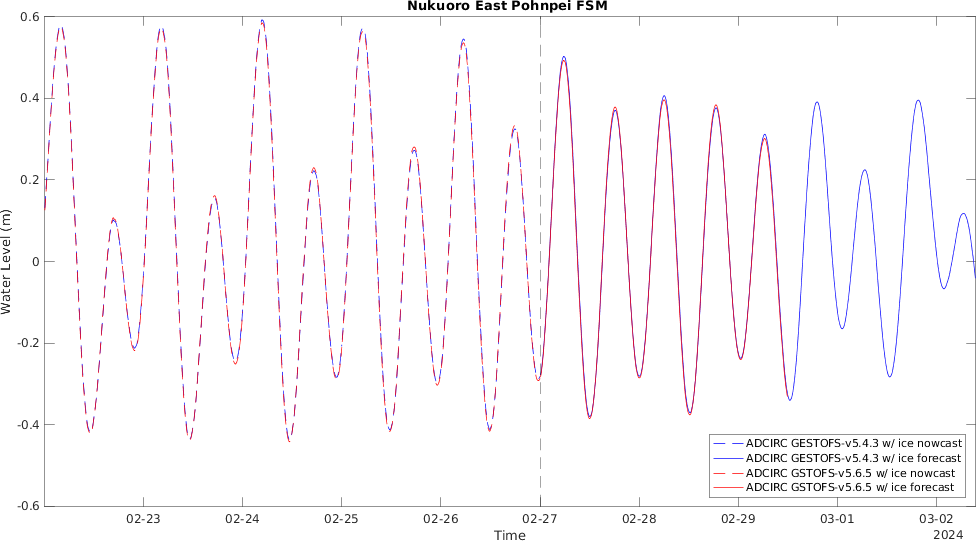 Nukuoro East Pohnpei FSM
0.6
0.4
0.2
0
-0.2
-0.4
-0.6
Water Level (m)
ADCIRC GESTOFS-v5.4.3 w/ ice nowcast
ADCIRC GESTOFS-v5.4.3 w/ ice forecast
ADCIRC GSTOFS-v5.6.5 w/ ice nowcast
ADCIRC GSTOFS-v5.6.5 w/ ice forecast
02-23 02-24 02-25 02-26 02-27 02-28 02-29 03-01 03-02
Time
2024